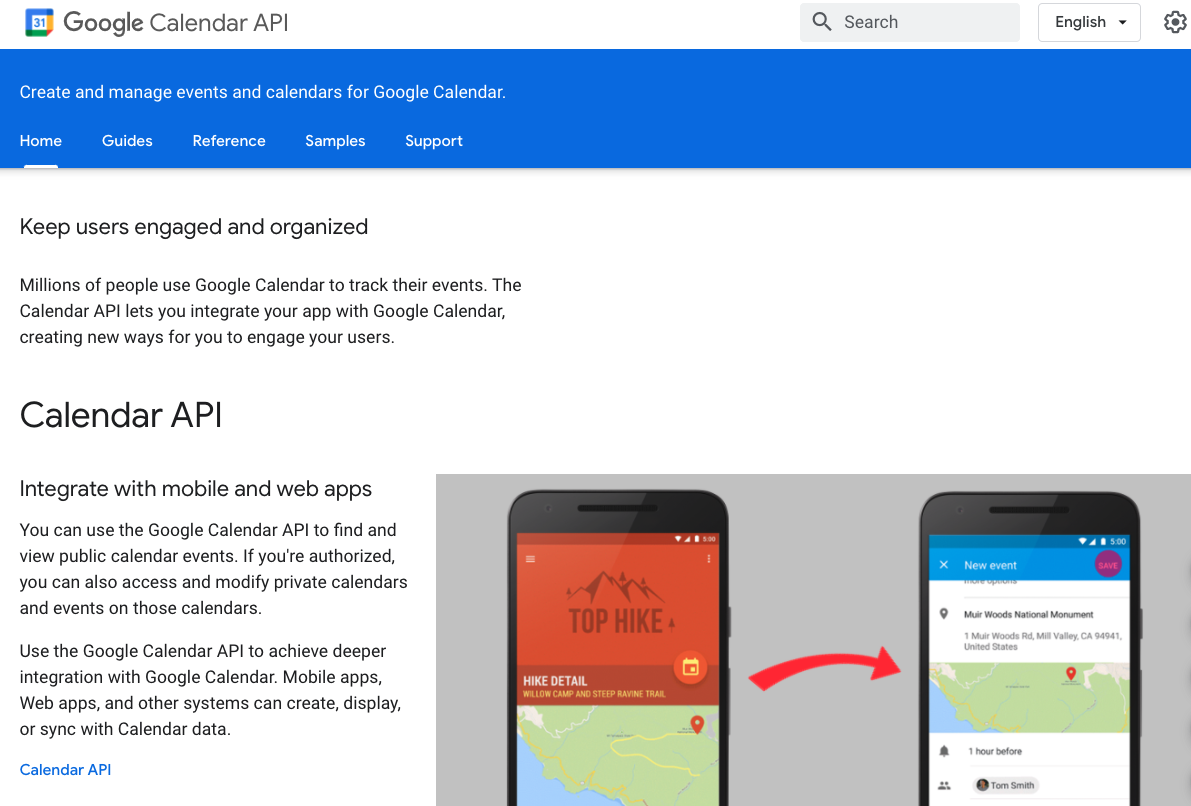 31 Google Calendar API
Search
English
Create and manage events and calendars for Google Calendar.
Home Guides Reference Samples Support
Keep users engaged and organized
Millions of people use Google Calendar to track their events. The
Calendar API lets you integrate your app with Google Calendar,
creating new ways for you to engage your users.
Calendar API
Integrate with mobile and web apps
You can use the Google Calendar API to find and
view public calendar events. If you're authorized,
you can also access and modify private calendars
and events on those calendars.
Use the Google Calendar API to achieve deeper
integration with Google Calendar. Mobile apps,
Web apps, and other systems can create, display,
or sync with Calendar data.
Calendar API
5:00
TOP HIKE
HIKE DETAIL
WILLOW CAMP AND STEEP RAVINE TRAIL
5:00
New event
SAVE
more options
Muir Woods National Monument
1 Muir Woods Rd, Mill Valley, CA 94941,
United States
1 hour before
Tom Smith